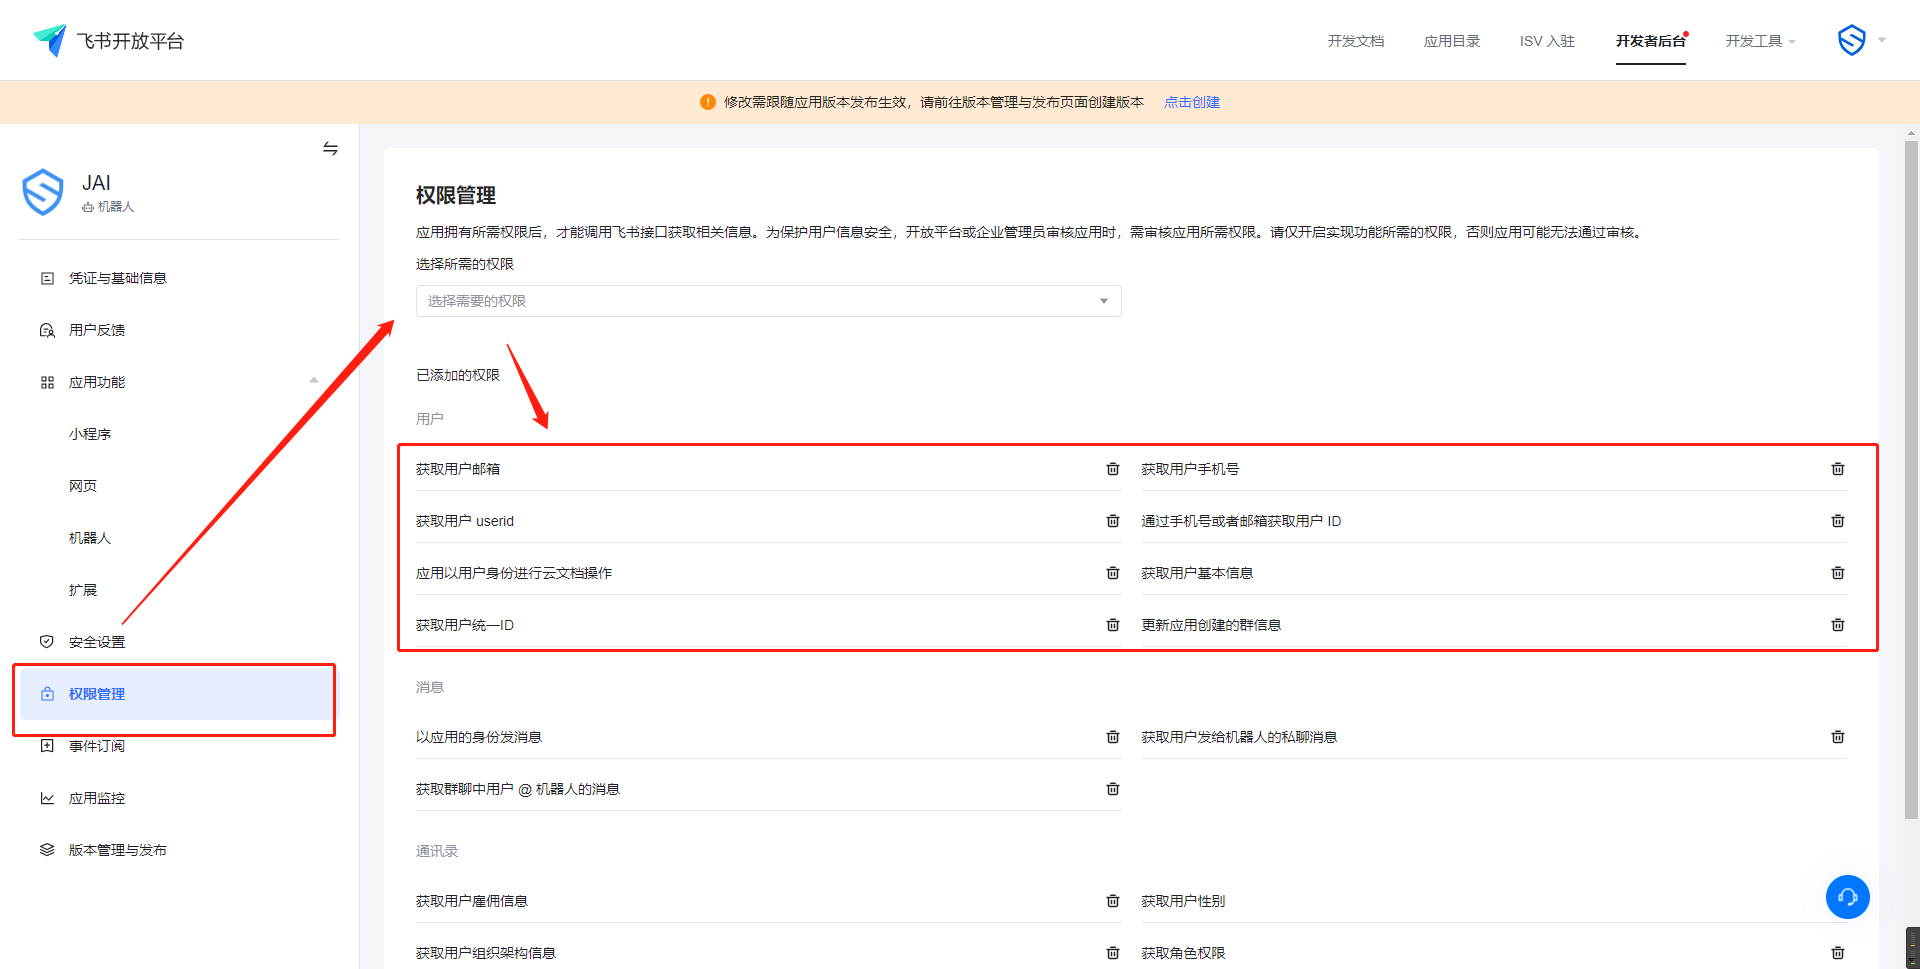 飞书开放平台
开发文档
应用目录
ISV 入驻
开发者后台
开发工具
修改需跟随应用版本发布生效，请前往版本管理与发布页面创建版本 点击创建
JAI
机器人
凭证与基础信息
用户反馈
应用功能
小程序
网页
机器人
扩展
安全设置
权限管理
事件订阅
应用监控
版本管理与发布
权限管理
应用拥有所需权限后，才能调用飞书接口获取相关信息。为保护用户信息安全，开放平台或企业管理员审核应用时，需审核应用所需权限。请仅开启实现功能所需的权限，否则应用可能无法通过审核。
选择所需的权限
选择需要的权限
已添加的权限
用户
获取用户邮箱
获取用户手机号
获取用户 userid
通过手机号或者邮箱获取用户 ID
应用以用户身份进行云文档操作
获取用户基本信息
获取用户统一ID
更新应用创建的群信息
消息
以应用的身份发消息
获取用户发给机器人的私聊消息
获取群聊中用户 @ 机器人的消息
通讯录
获取用户雇佣信息
获取用户性别
获取用户组织架构信息
获取角色权限